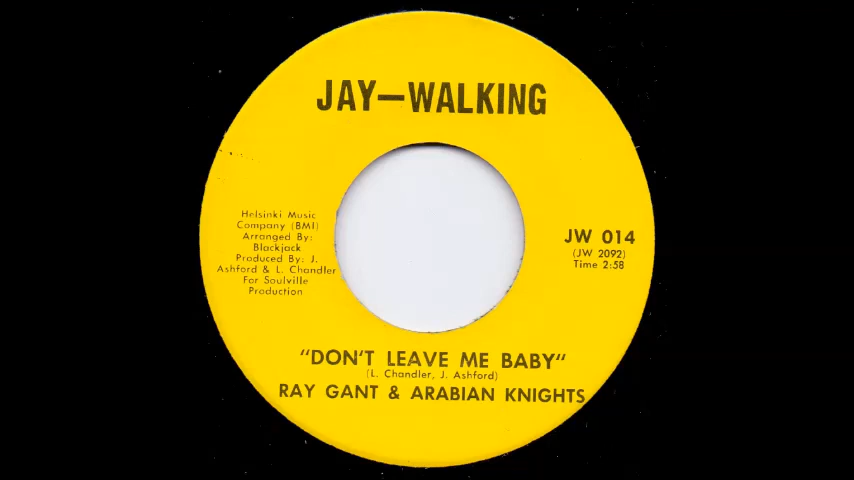 JAY—WALKING
Helsinki Music
Company (BMI)
Arranged By:
Blackjack
Produced By: J.
Ashford & L. Chandler
For Soulville
Production
JW 014
(JW 2092)
Time 2:58
"DON'T LEAVE ME BABY"
(L. Chandler, J. Ashford)
RAY GANT & ARABIAN KNIGHTS